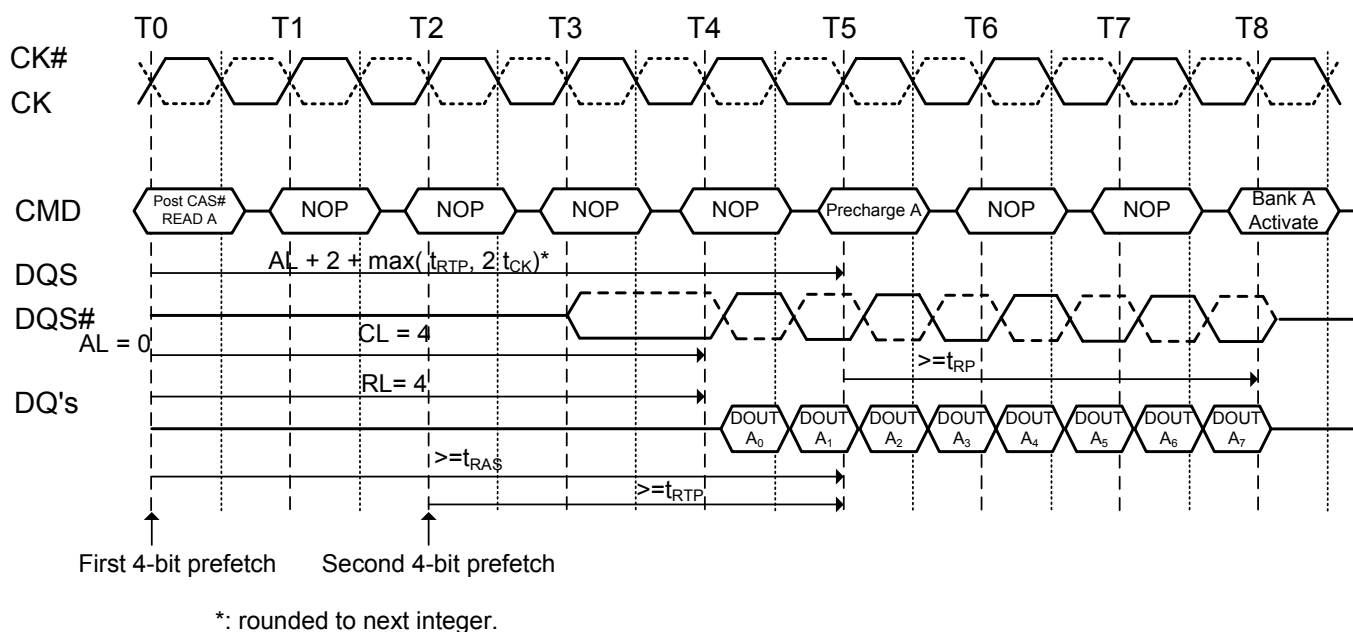 T0 T1 T2 T3 T4 T5 T6 T7 T8
CK#
CK
CMD
Post CAS#
READ A
NOP
NOP
NOP
NOP
Precharge A
NOP
NOP
Bank A
Activate
DQS
AL + 2 + max( tRTP, 2 tCK)*
DQS#
AL = 0
CL = 4
>=tRP
RL= 4
DQ's
DOUT
A0
DOUT
A1
DOUT
A2
DOUT
A3
DOUT
A4
DOUT
A5
DOUT
A6
DOUT
A7
>=tRAS
>=tRTP
First 4-bit prefetch
Second 4-bit prefetch
*: rounded to next integer.